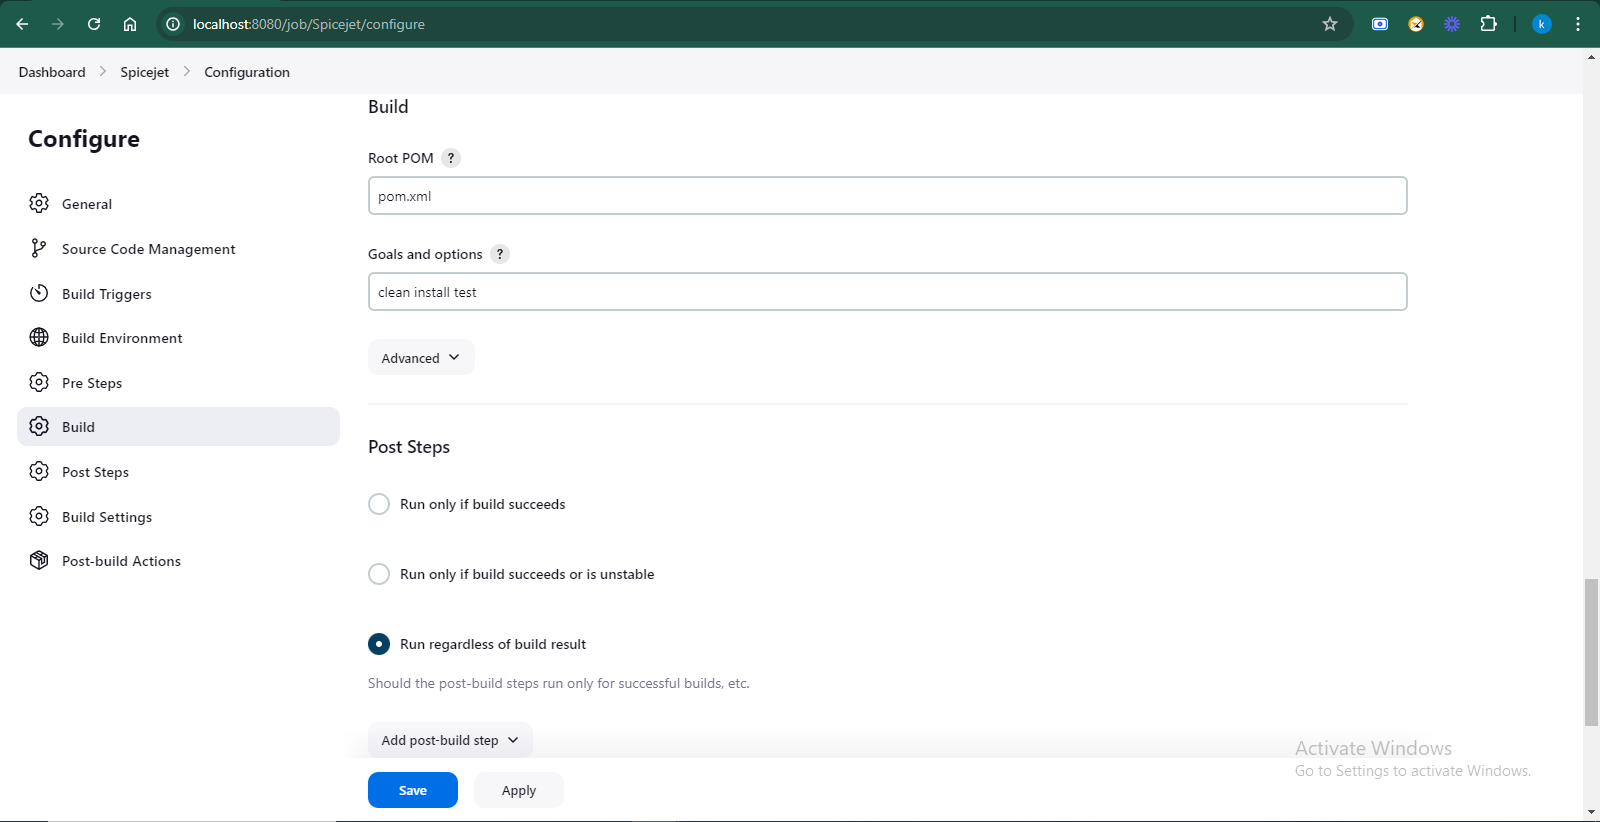 localhost:8080/job/Spicejet/configure
k
Dashboard > Spicejet > Configuration
Configure
General
Source Code Management
Build Triggers
Build Environment
Pre Steps
Build
Post Steps
Build Settings
Post-build Actions
Build
Root POM ?
pom.xml
Goals and options ?
clean install test
Advanced
Post Steps
Run only if build succeeds
Run only if build succeeds or is unstable
Run regardless of build result
Should the post-build steps run only for successful builds, etc.
Add post-build step
Save Apply
Activate Windows
Go to Settings to activate Windows.